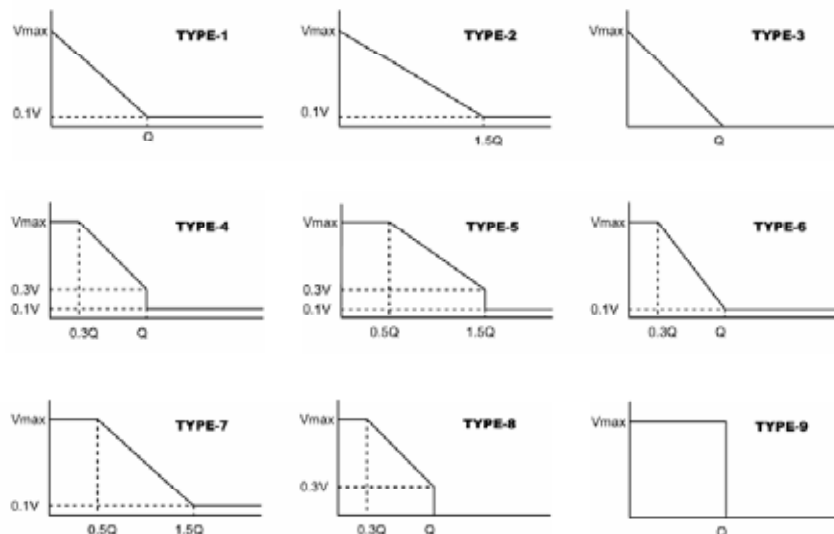 Vmax TYPE-1
0.1V
Q
Vmax TYPE-2
0.1V
1.5Q
Vmax TYPE-3
Q
Vmax TYPE-4
0.3V
0.1V
0.3Q Q
Vmax TYPE-5
0.3V
0.1V
0.5Q 1.5Q
Vmax TYPE-6
0.1V
0.3Q Q
Vmax TYPE-7
0.1V
0.5Q 1.5Q
Vmax TYPE-8
0.3V
0.3Q Q
Vmax TYPE-9
Q